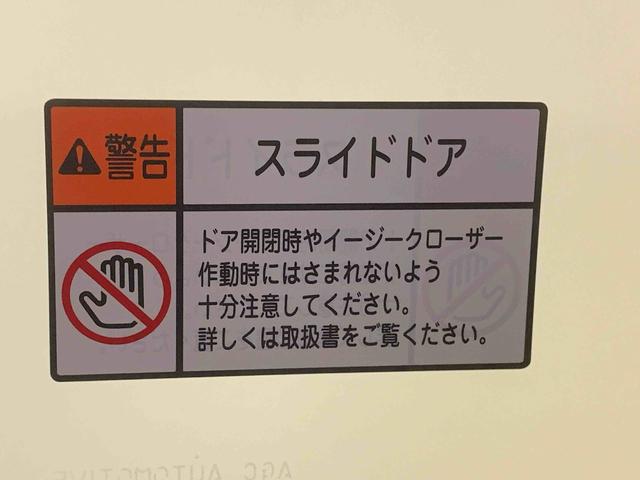 警告
スライドドア
ドア開閉時やイージークローザー
作動時にはさまれないよう
十分注意してください。
詳しくは取扱書をご覧ください。
AGC AUTOMOTIVE